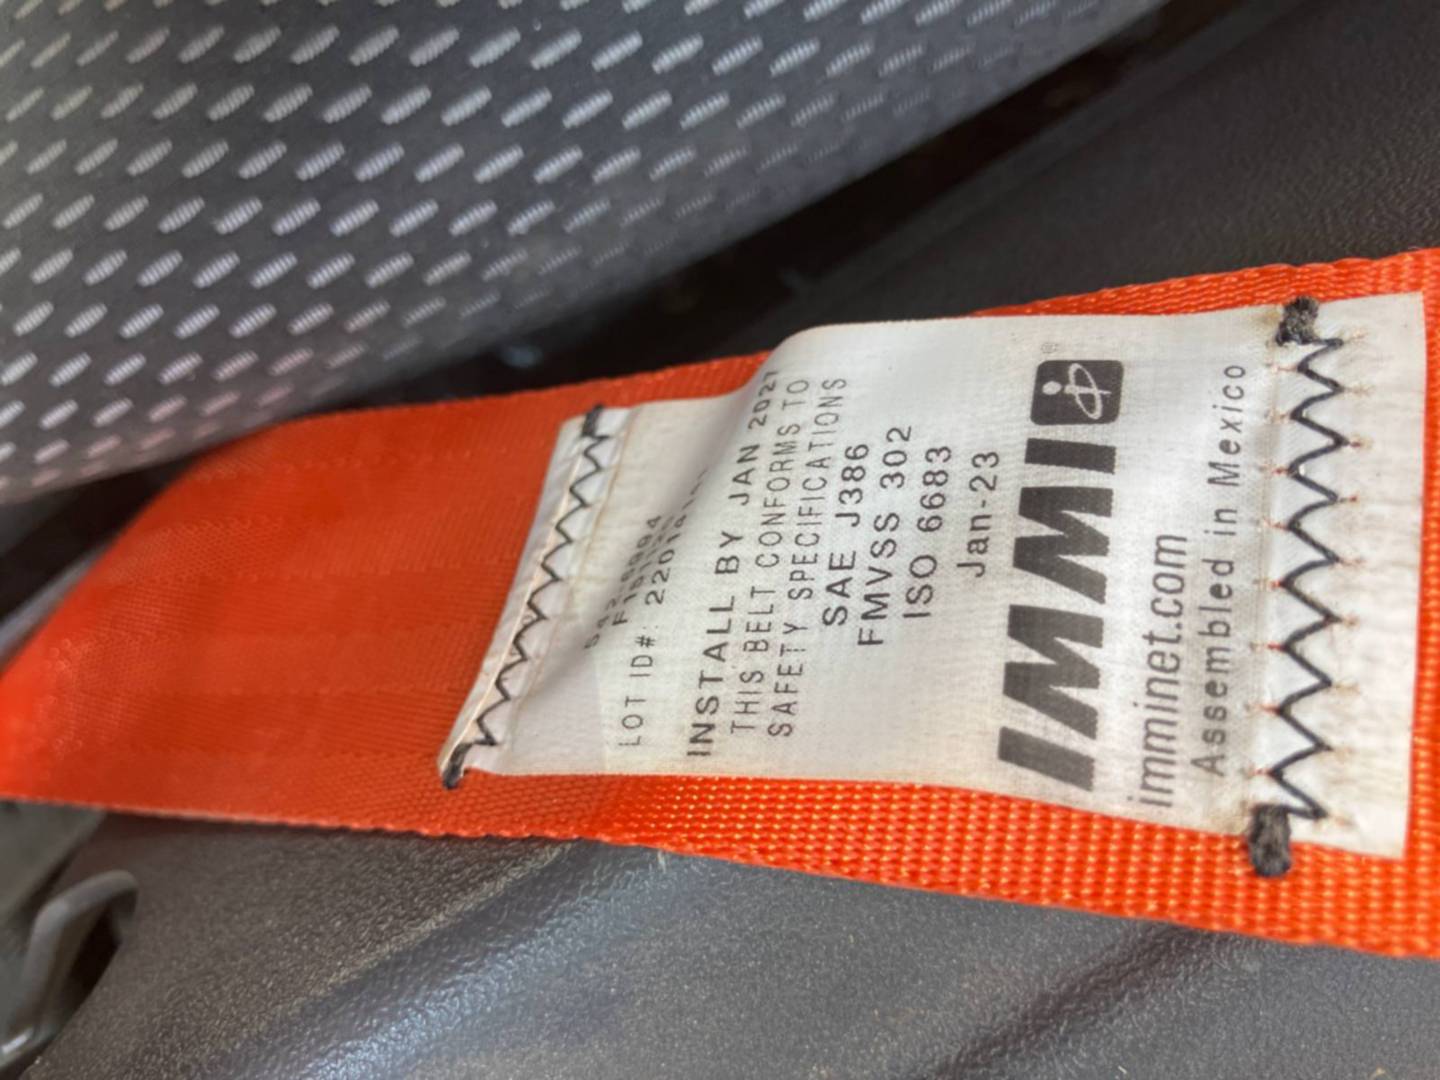 LOT ID#:
INSTALL BY JAN 2027
THIS BELT CONFORMS TO
SAFETY SPECIFICATIONS
SAE J386
FMVSS 302
ISO 6683
Jan-23
IMMI ®
imminet.com
Assembled in Mexico